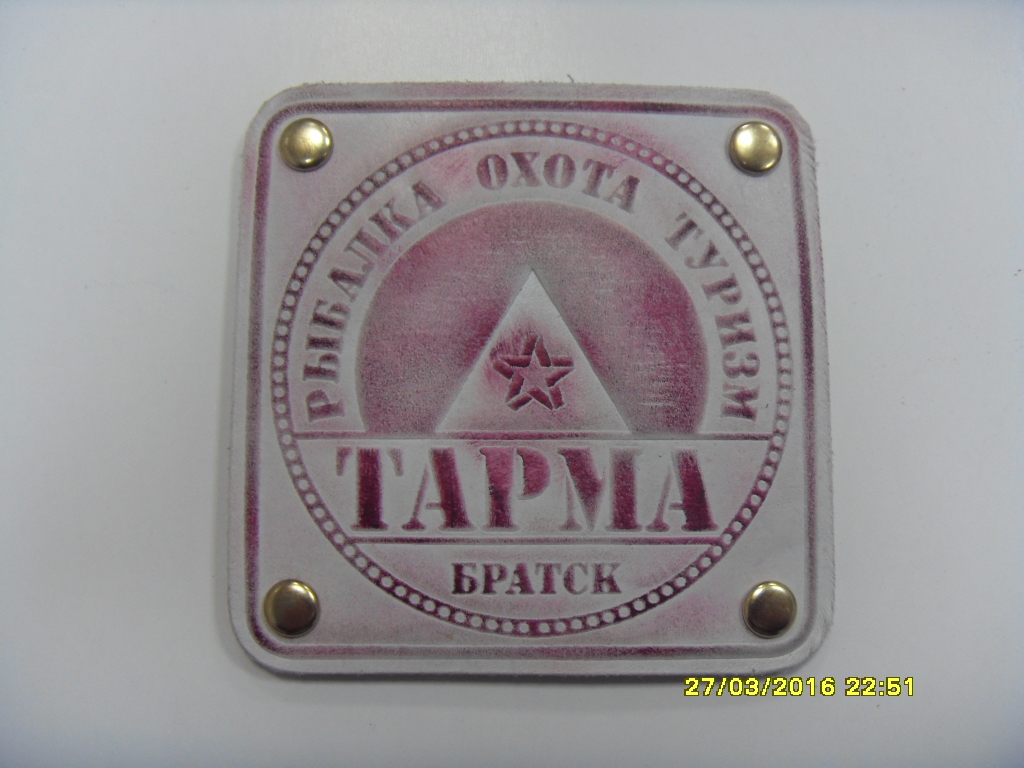 РЫБАЛКА ОХОТА ТУРИЗМ
ТАРМА
БРАТСК
27/03/2016 22:51